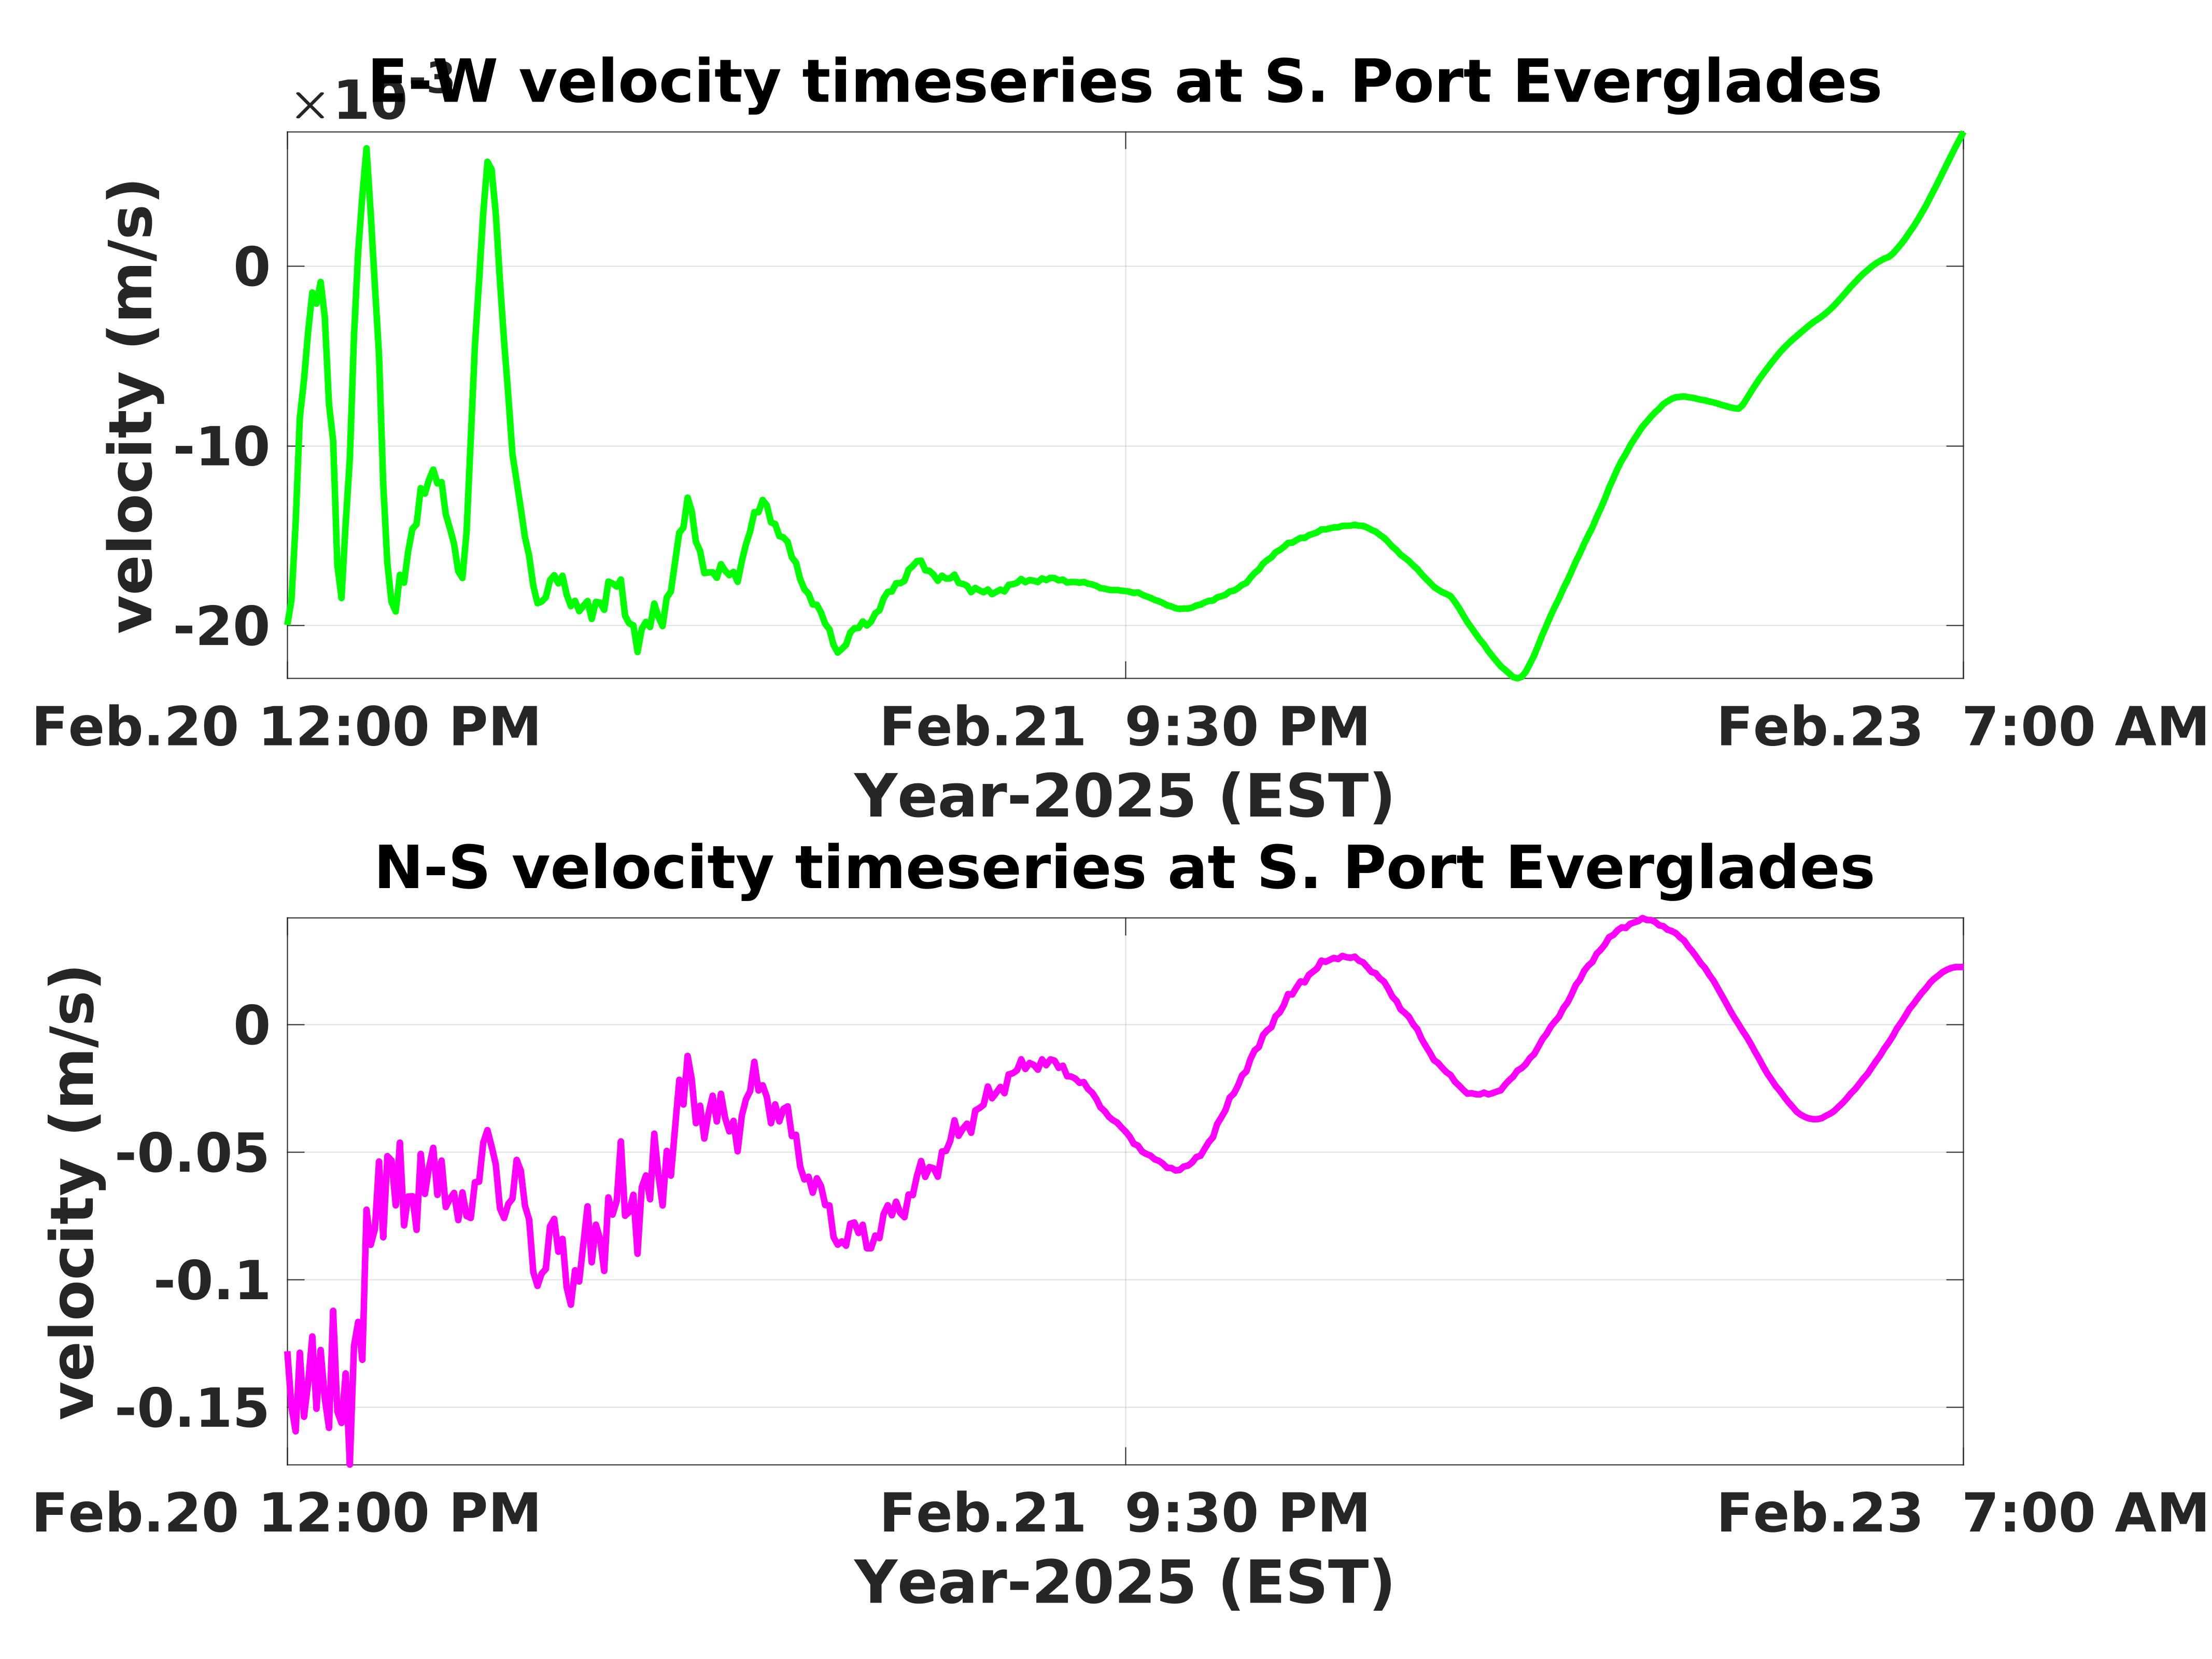 E-W velocity timeseries at S. Port Everglades
×10-3
velocity (m/s)
0
-10
-20
Feb.20 12:00 PM Feb.21 9:30 PM Feb.23 7:00 AM
Year-2025 (EST)
N-S velocity timeseries at S. Port Everglades
velocity (m/s)
0
-0.05
-0.1
-0.15
Feb.20 12:00 PM Feb.21 9:30 PM Feb.23 7:00 AM
Year-2025 (EST)